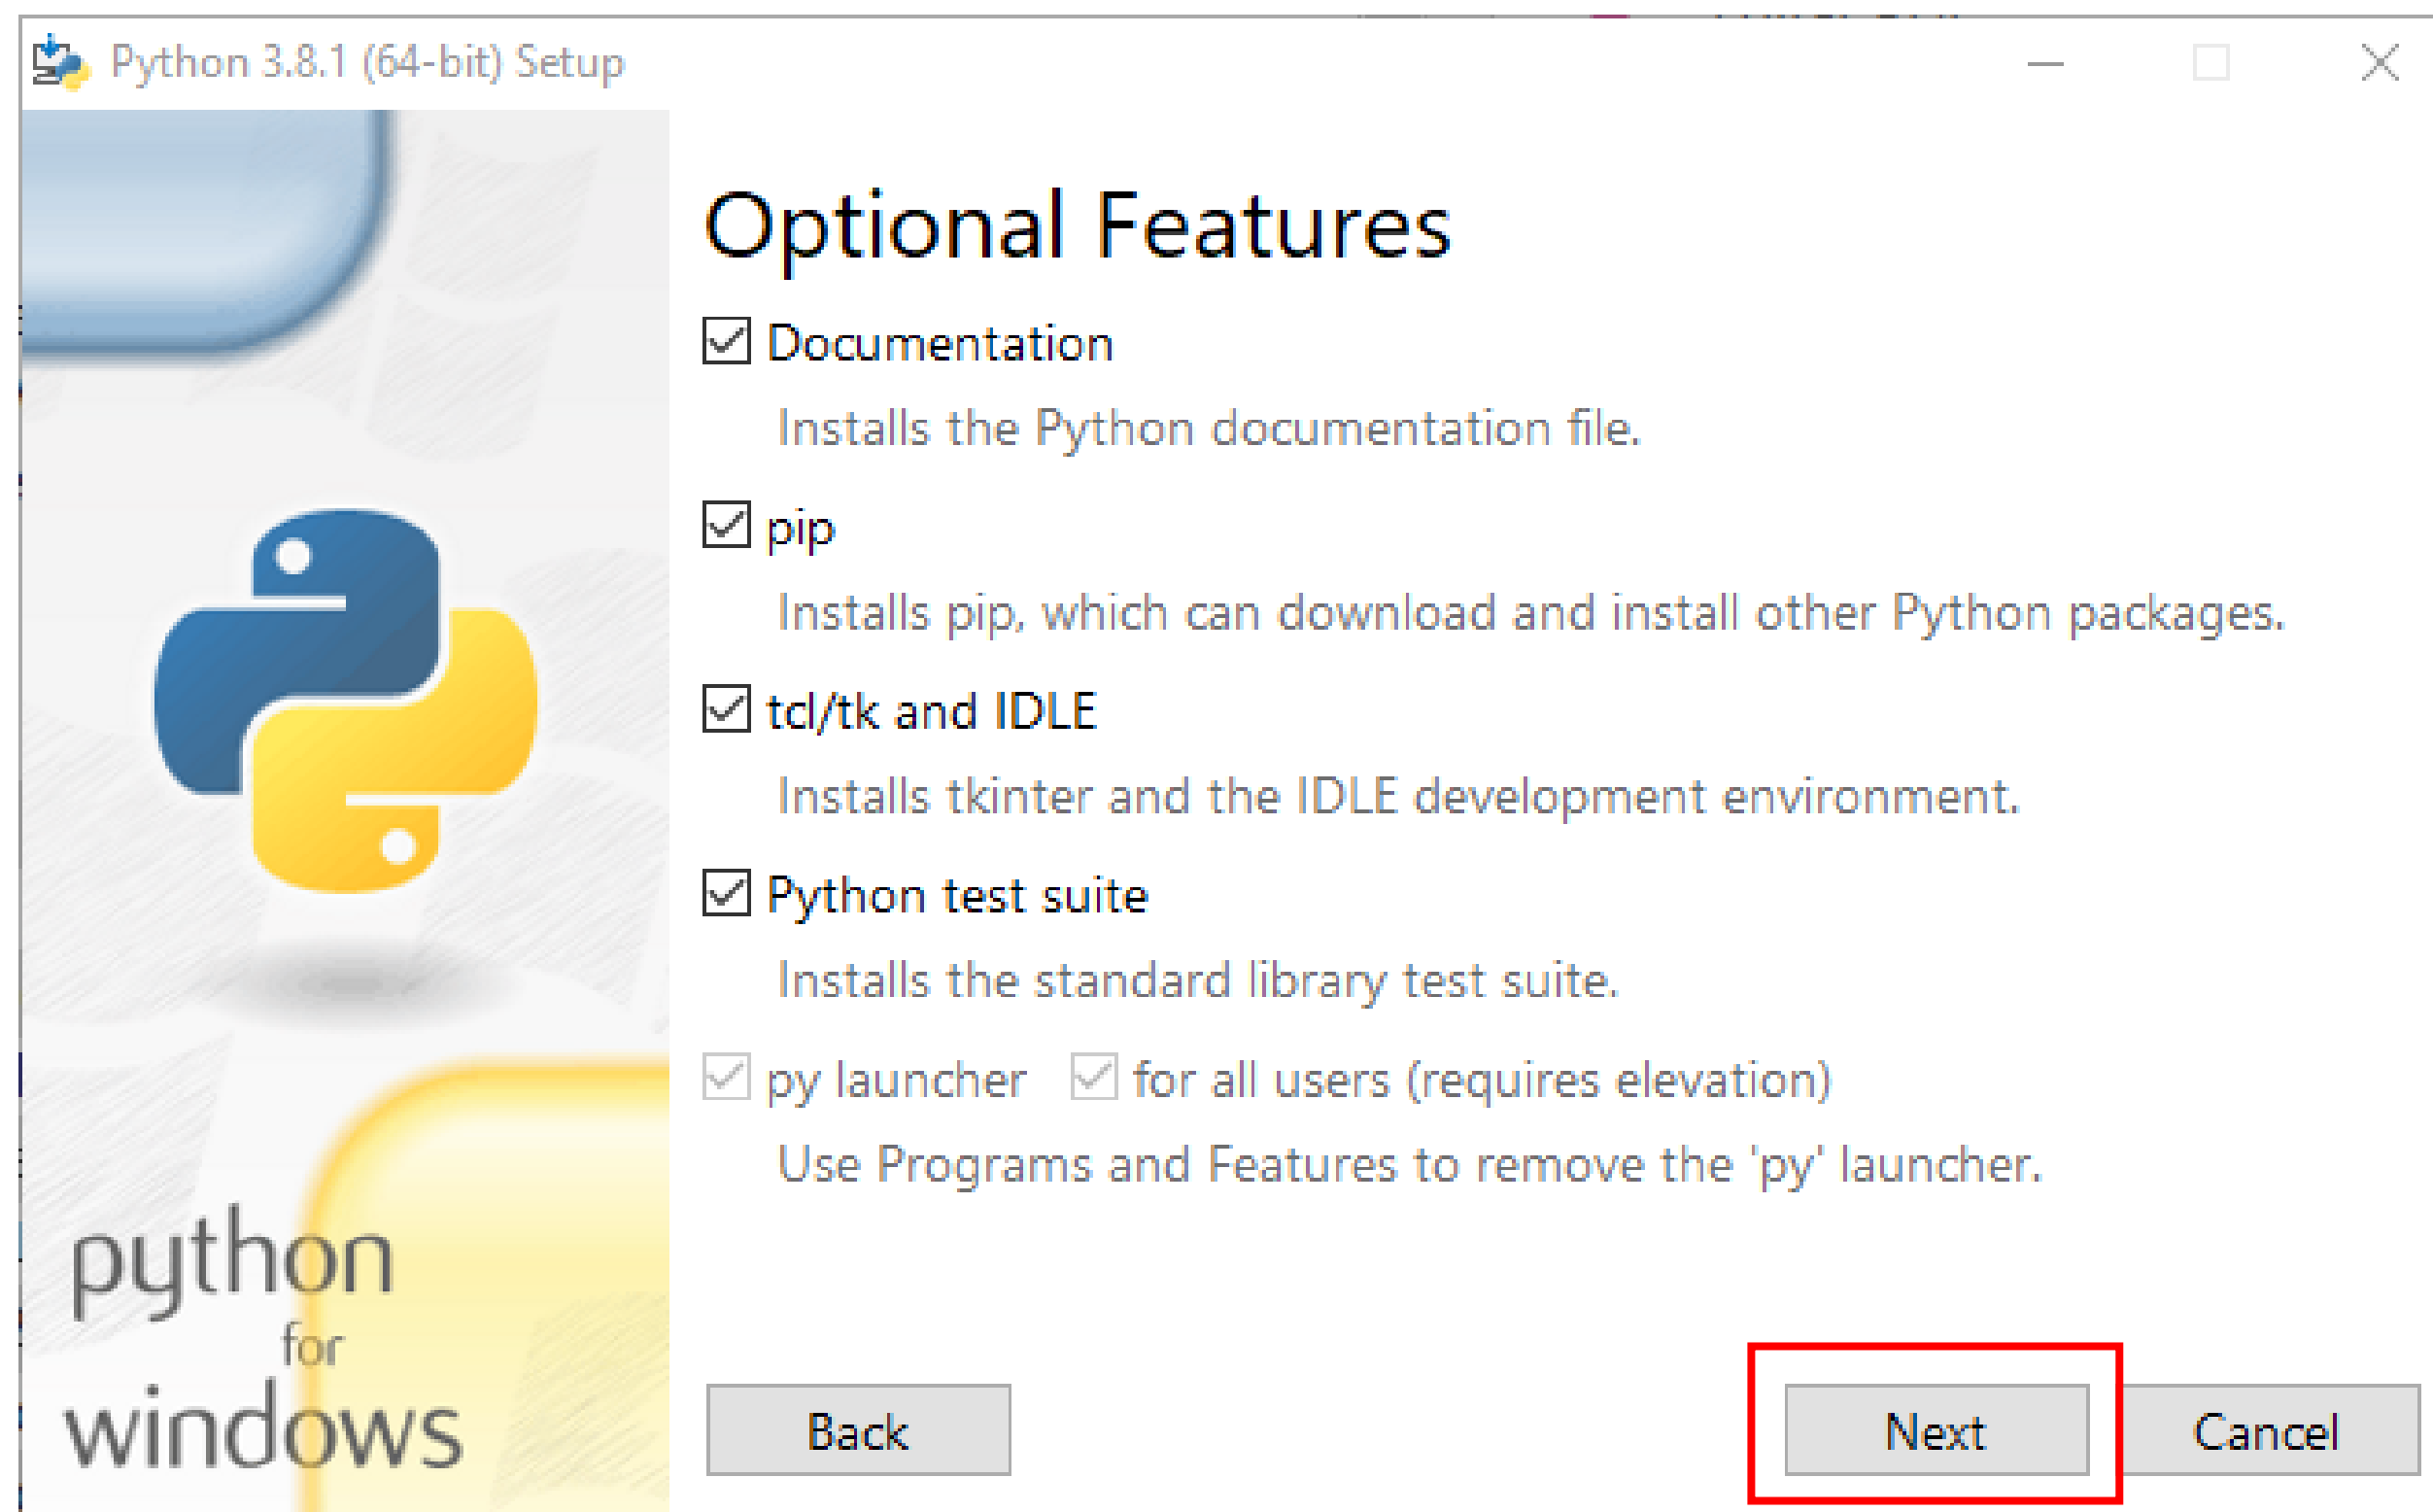 Python 3.8.1 (64-bit) Setup
Optional Features
Documentation
Installs the Python documentation file.
pip
Installs pip, which can download and install other Python packages.
tcl/tk and IDLE
Installs tkinter and the IDLE development environment.
Python test suite
Installs the standard library test suite.
py launcher for all users (requires elevation)
Use Programs and Features to remove the 'py' launcher.
python
for
windows
Back Next Cancel